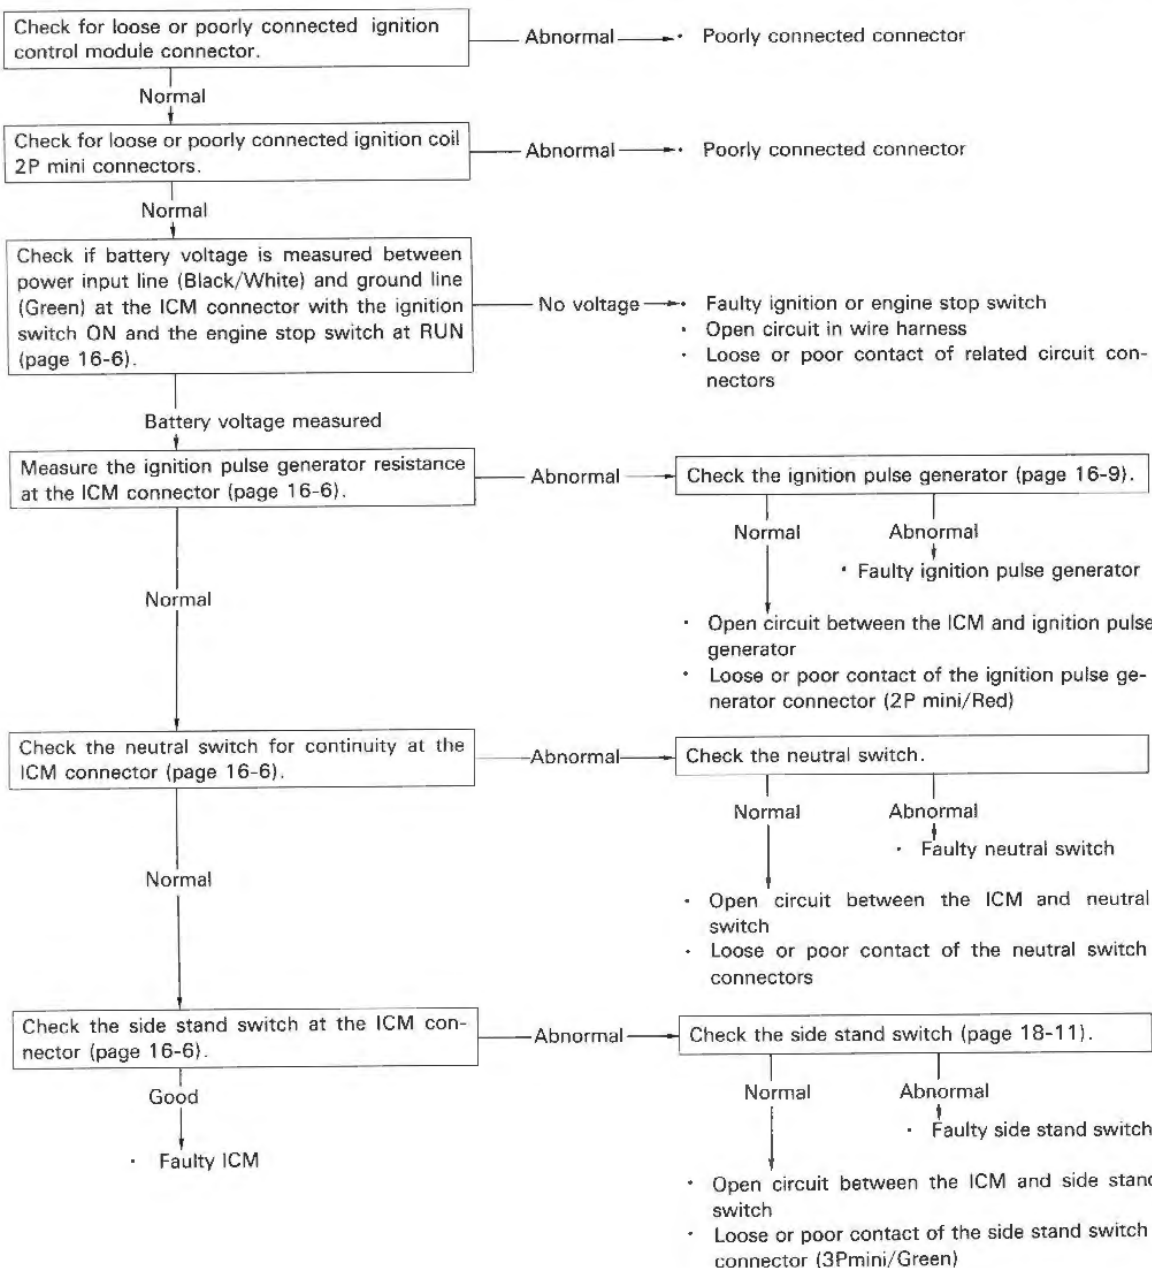 Check for loose or poorly connected ignition
control module connector.
Abnormal
· Poorly connected connector
Normal
Check for loose or poorly connected ignition coil
2P mini connectors.
Abnormal
· Poorly connected connector
Normal
Check if battery voltage is measured between
power input line (Black/White) and ground line
(Green) at the ICM connector with the ignition
switch ON and the engine stop switch at RUN
(page 16-6).
No voltage
· Faulty ignition or engine stop switch
· Open circuit in wire harness
· Loose or poor contact of related circuit con-
nectors
Battery voltage measured
Measure the ignition pulse generator resistance
at the ICM connector (page 16-6).
Abnormal
Check the ignition pulse generator (page 16-9).
Normal
Abnormal
· Faulty ignition pulse generator
· Open circuit between the ICM and ignition pulse
generator
· Loose or poor contact of the ignition pulse ge-
nerator connector (2P mini/Red)
Normal
Check the neutral switch for continuity at the
ICM connector (page 16-6).
Abnormal
Check the neutral switch.
Normal
Abnormal
· Faulty neutral switch
· Open circuit between the ICM and neutral
switch
· Loose or poor contact of the neutral switch
connectors
Normal
Check the side stand switch at the ICM con-
nector (page 16-6).
Abnormal
Check the side stand switch (page 18-11).
Normal
Abnormal
· Faulty side stand switch
· Open circuit between the ICM and side stand
switch
· Loose or poor contact of the side stand switch
connector (3Pmini/Green)
Good
· Faulty ICM